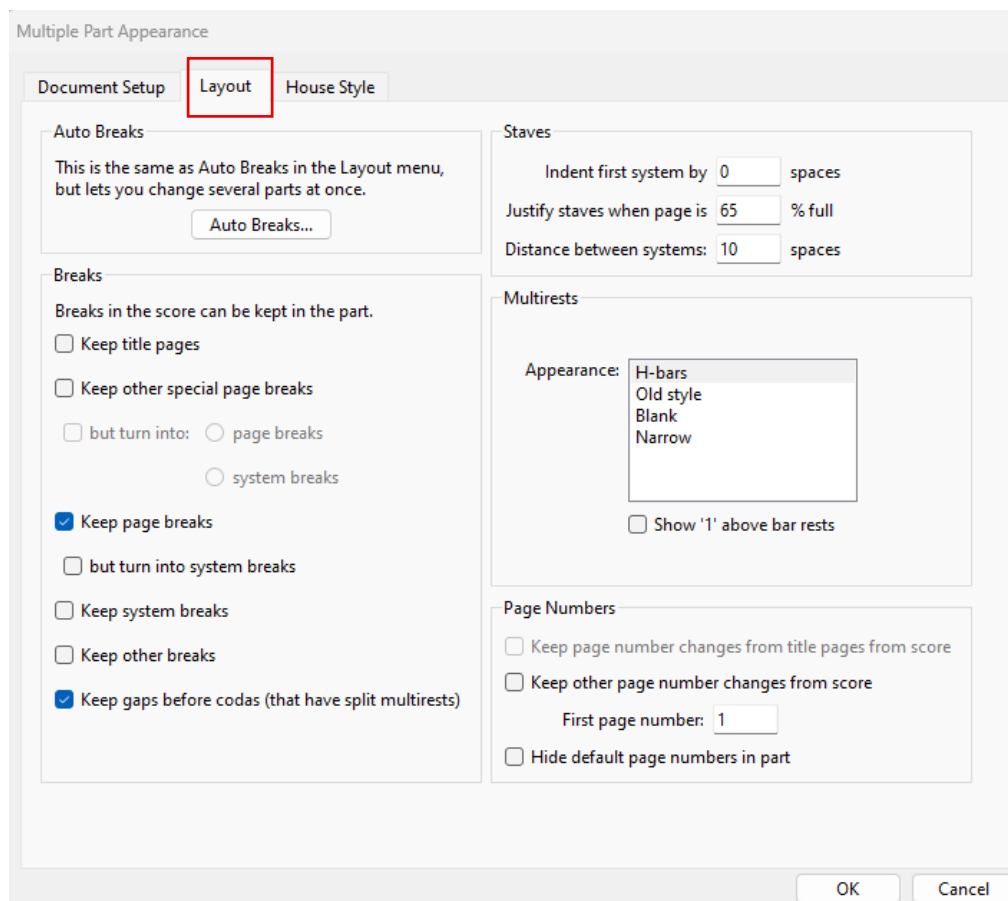 Multiple Part Appearance
Document Setup
Layout
House Style
Auto Breaks
This is the same as Auto Breaks in the Layout menu,
but lets you change several parts at once.
Auto Breaks...
Breaks
Breaks in the score can be kept in the part.
Keep title pages
Keep other special page breaks
but turn into: page breaks
system breaks
Keep page breaks
but turn into system breaks
Keep system breaks
Keep other breaks
Keep gaps before codas (that have split multirests)
Staves
Indent first system by 0 spaces
Justify staves when page is 65 % full
Distance between systems: 10 spaces
Multirests
Appearance: H-bars
Old style
Blank
Narrow
Show '1' above bar rests
Page Numbers
Keep page number changes from title pages from score
Keep other page number changes from score
First page number: 1
Hide default page numbers in part
OK
Cancel